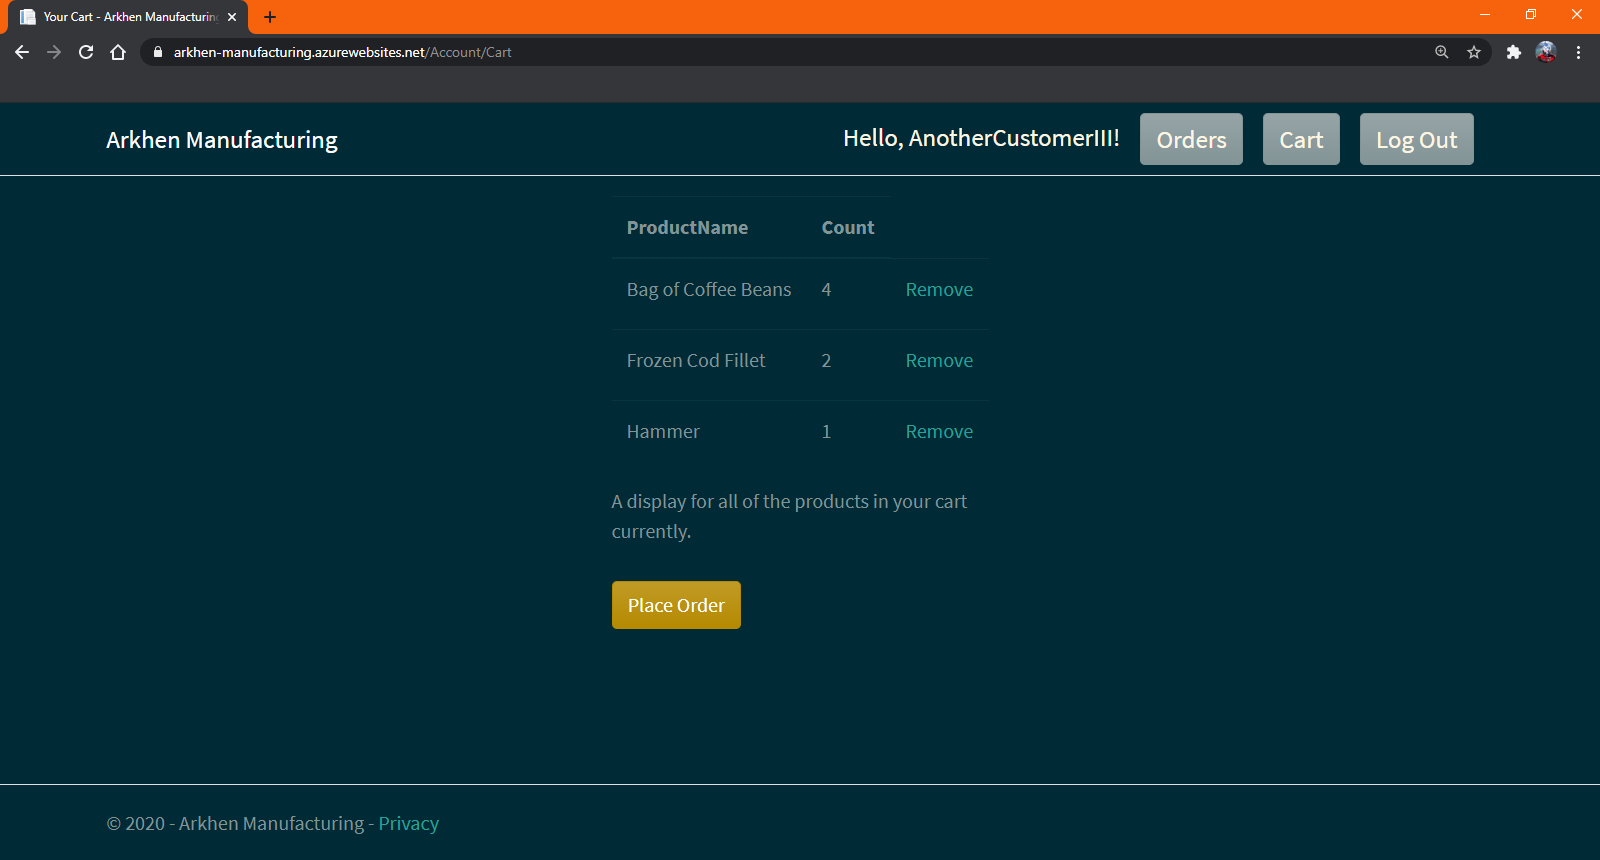 Your Cart - Arkhen Manufacturing
arkhen-manufacturing.azurewebsites.net/Account/Cart
Arkhen Manufacturing
Hello, AnotherCustomerIII!
Orders
Cart
Log Out
ProductName Count
Bag of Coffee Beans 4 Remove
Frozen Cod Fillet 2 Remove
Hammer 1 Remove
A display for all of the products in your cart
currently.
Place Order
© 2020 - Arkhen Manufacturing - Privacy